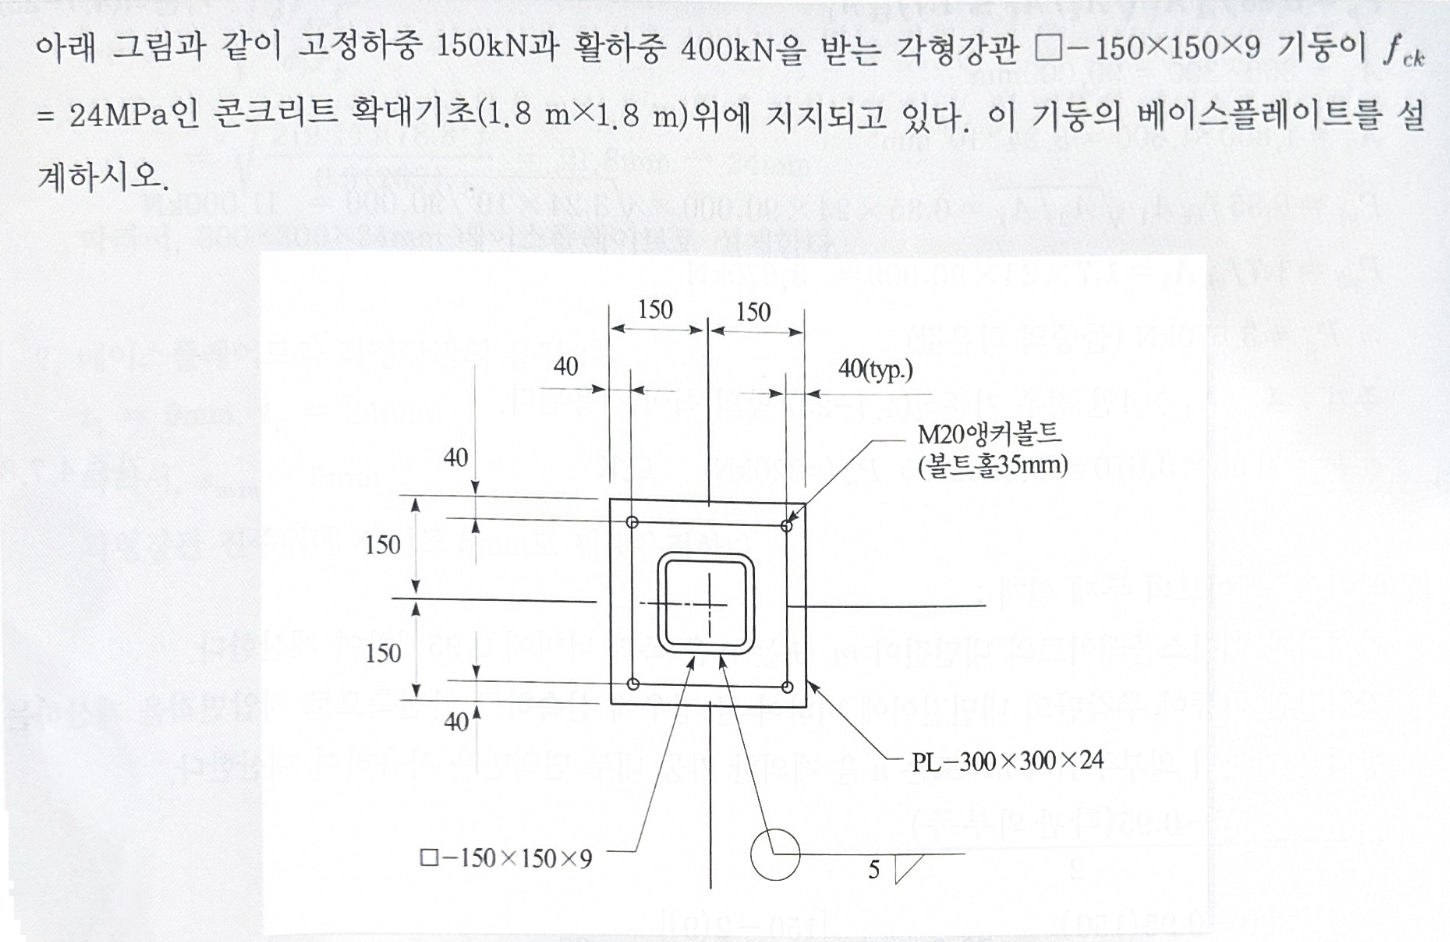 아래 그림과 같이 고정하중 150kN과 활하중 400kN을 받는 각형강관 □-150×150×9 기둥이 fck
= 24MPa인 콘크리트 확대기초(1.8 m×1.8 m)위에 지지되고 있다. 이 기둥의 베이스플레이트를 설
계하시오.
150 150
40 40(typ.)
M20앵커볼트
(볼트홀35mm)
40
150
150
40
PL-300×300×24
□-150×150×9
5